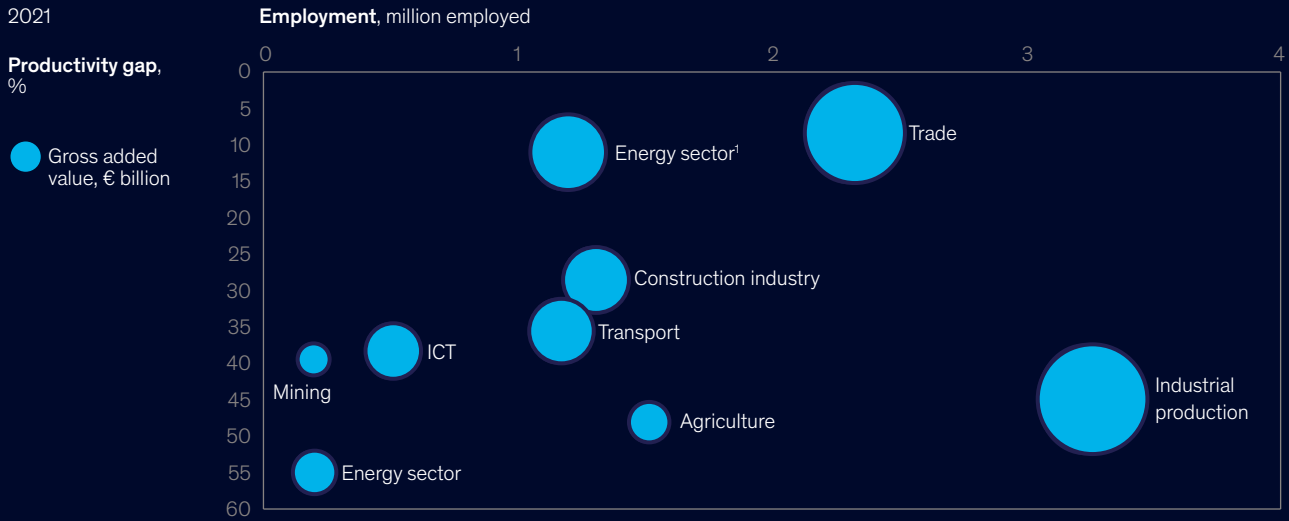 2021
Employment, million employed
Productivity gap,
%
Gross added
value, € billion
0 1 2 3 4
0
5
10
15
20
25
30
35
40
45
50
55
60
Trade
Energy sector¹
Construction industry
Transport
ICT
Mining
Industrial
production
Agriculture
Energy sector